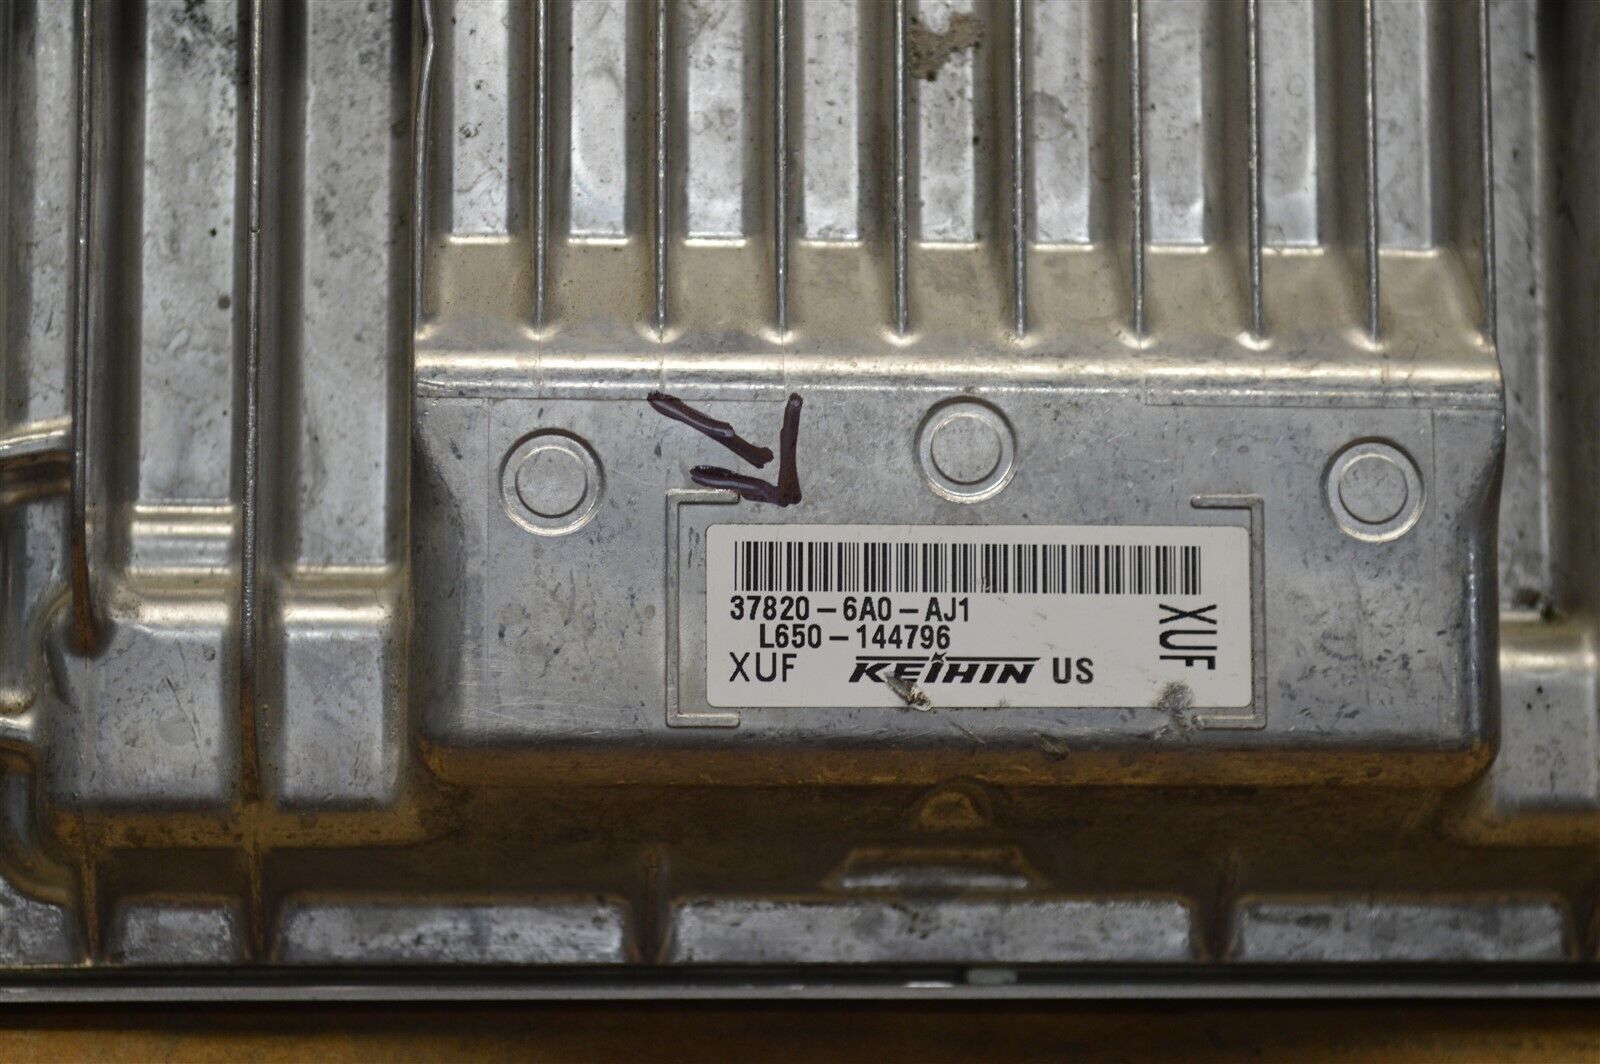 37820-6A0-AJ1
L650-144796
XUF KEIHIN US
XUF